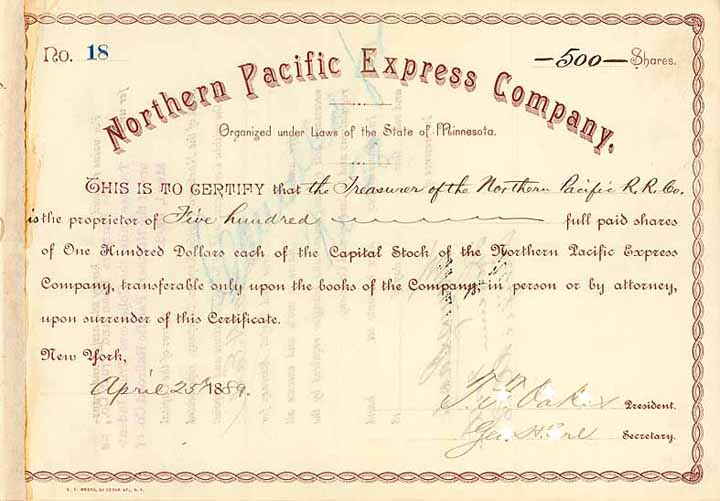 No. 18
—500— Shares.
Northern Pacific Express Company.
Organized under Laws of the State of Minnesota.
THIS IS TO CERTIFY that the Treasurer of the Northern Pacific R.R. Co.
is the proprietor of Five hundred full paid shares
of One Hundred Dollars each of the Capital Stock of the Northern Pacific Express
Company, transferable only upon the books of the Company, in person or by attorney,
upon surrender of this Certificate.
New York,
April 25th 1889.
President.
Geo. H. Earl Secretary.